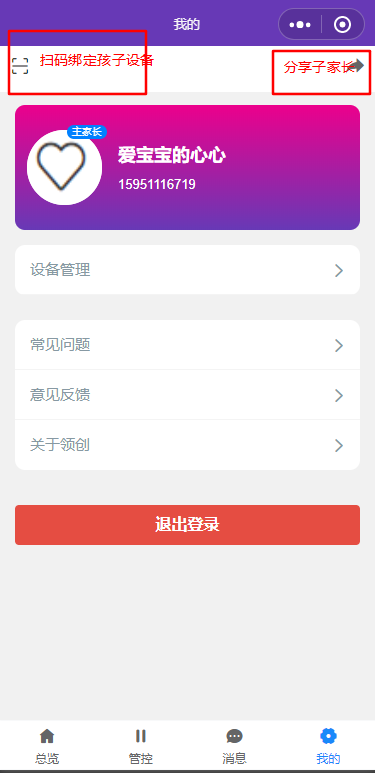 我的
扫码绑定孩子设备
分享子家长
主家长
爱宝宝的心心
15951116719
设备管理
常见问题
意见反馈
关于领创
退出登录
总览
管控
消息
我的